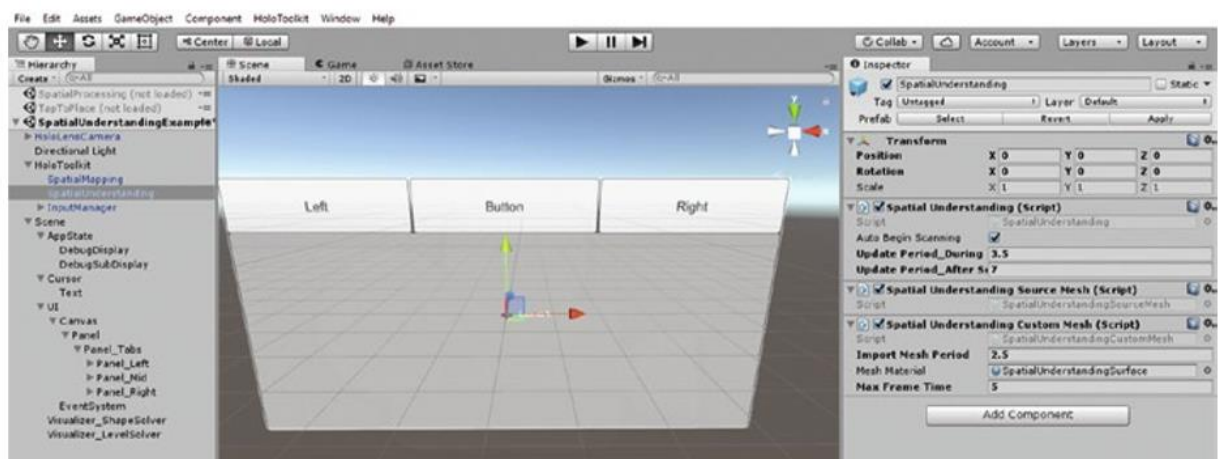 File Edit Assets GameObject Component HoloToolkit Window Help
Center Local
Collab Account Layers Layout
Hierarchy
Create
SpatialProcessing (not loaded)
TapToPlace (not loaded)
SpatialUnderstandingExample*
HoloLensCamera
Directional Light
HoloToolkit
SpatialMapping
SpatialUnderstanding
InputManager
Scene
AppState
DebugDisplay
DebugSubDisplay
Cursor
Text
UI
Canvas
Panel
Panel_Tabs
Panel_Left
Panel_Mid
Panel_Right
EventSystem
Visualizer_ShapeSolver
Visualizer_LevelSolver
Scene Game Asset Store
Shaded 2D Gizmos
Left Button Right
Inspector
SpatialUnderstanding Static
Tag Untagged Layer Default
Prefab Select Revert Apply
Transform
Position X 0 Y 0 Z 0
Rotation X 0 Y 0 Z 0
Scale X 1 Y 1 Z 1
Spatial Understanding (Script)
Script SpatialUnderstanding
Auto Begin Scanning
Update Period_During 3.5
Update Period_After Sc 7
Spatial Understanding Source Mesh (Script)
Script SpatialUnderstandingSourceMesh
Spatial Understanding Custom Mesh (Script)
Script SpatialUnderstandingCustomMesh
Import Mesh Period 2.5
Mesh Material SpatialUnderstandingSurface
Max Frame Time 5
Add Component